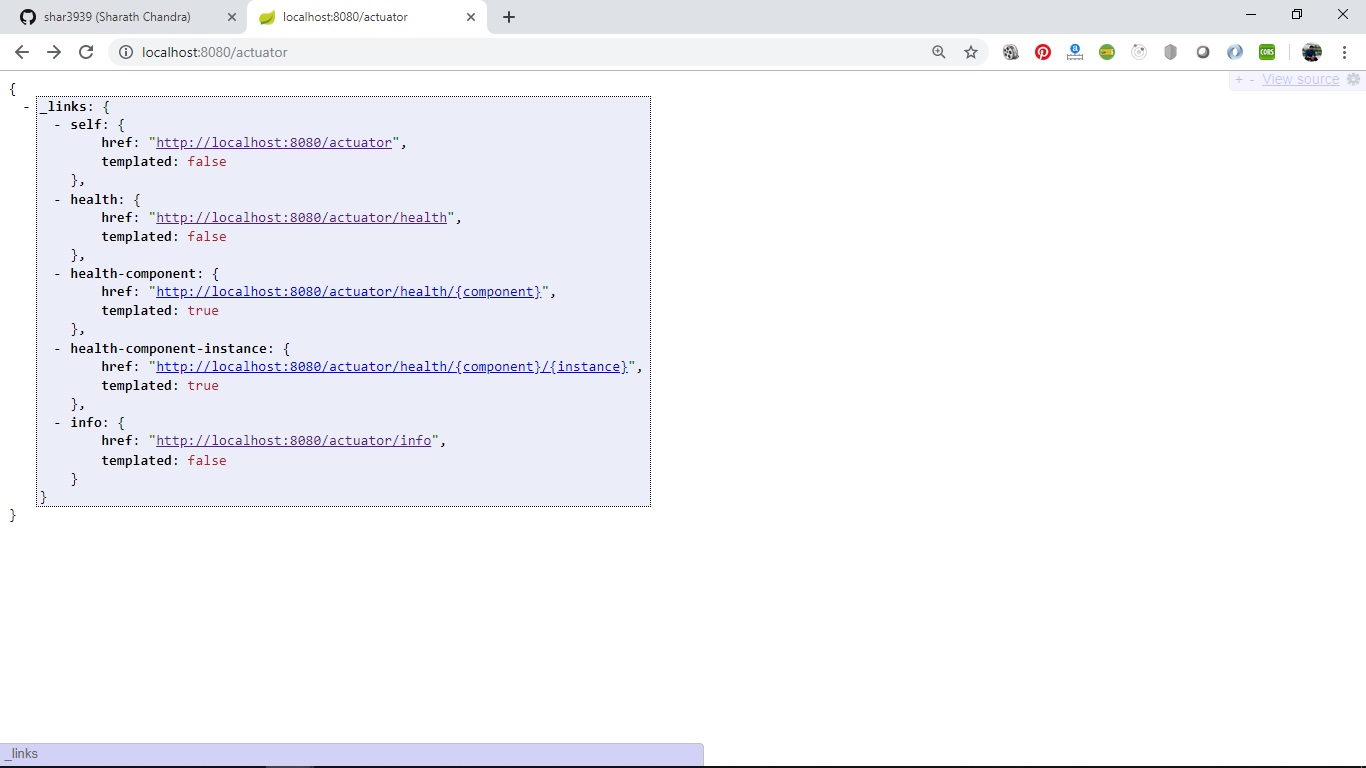 shar3939 (Sharath Chandra)
localhost:8080/actuator
localhost:8080/actuator
a
CORS
+ - View source
{
- _links: {
- self: {
href: "http://localhost:8080/actuator",
templated: false
},
- health: {
href: "http://localhost:8080/actuator/health",
templated: false
},
- health-component: {
href: "http://localhost:8080/actuator/health/{component}",
templated: true
},
- health-component-instance: {
href: "http://localhost:8080/actuator/health/{component}/{instance}",
templated: true
},
- info: {
href: "http://localhost:8080/actuator/info",
templated: false
}
}
}
_links